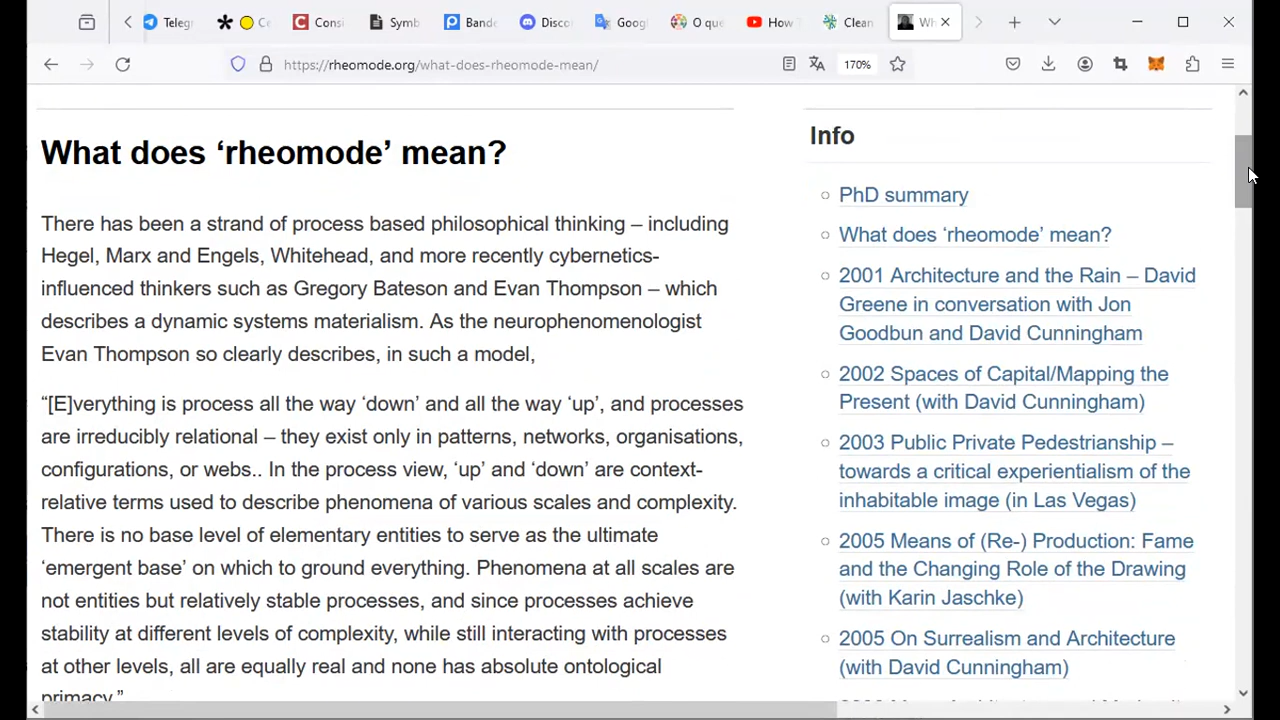 Telegr
Ce
Consi
Symb
Bande
Disco
Goog
O que
How T
Clean
Wh
https://rheomode.org/what-does-rheomode-mean/
170%
What does ‘rheomode’ mean?
There has been a strand of process based philosophical thinking – including
Hegel, Marx and Engels, Whitehead, and more recently cybernetics-
influenced thinkers such as Gregory Bateson and Evan Thompson – which
describes a dynamic systems materialism. As the neurophenomenologist
Evan Thompson so clearly describes, in such a model,
“[E]verything is process all the way ‘down’ and all the way ‘up’, and processes
are irreducibly relational – they exist only in patterns, networks, organisations,
configurations, or webs.. In the process view, ‘up’ and ‘down’ are context-
relative terms used to describe phenomena of various scales and complexity.
There is no base level of elementary entities to serve as the ultimate
‘emergent base’ on which to ground everything. Phenomena at all scales are
not entities but relatively stable processes, and since processes achieve
stability at different levels of complexity, while still interacting with processes
at other levels, all are equally real and none has absolute ontological
primacy.”
Info
PhD summary
What does ‘rheomode’ mean?
2001 Architecture and the Rain – David
Greene in conversation with Jon
Goodbun and David Cunningham
2002 Spaces of Capital/Mapping the
Present (with David Cunningham)
2003 Public Private Pedestrianship –
towards a critical experientialism of the
inhabitable image (in Las Vegas)
2005 Means of (Re-) Production: Fame
and the Changing Role of the Drawing
(with Karin Jaschke)
2005 On Surrealism and Architecture
(with David Cunningham)